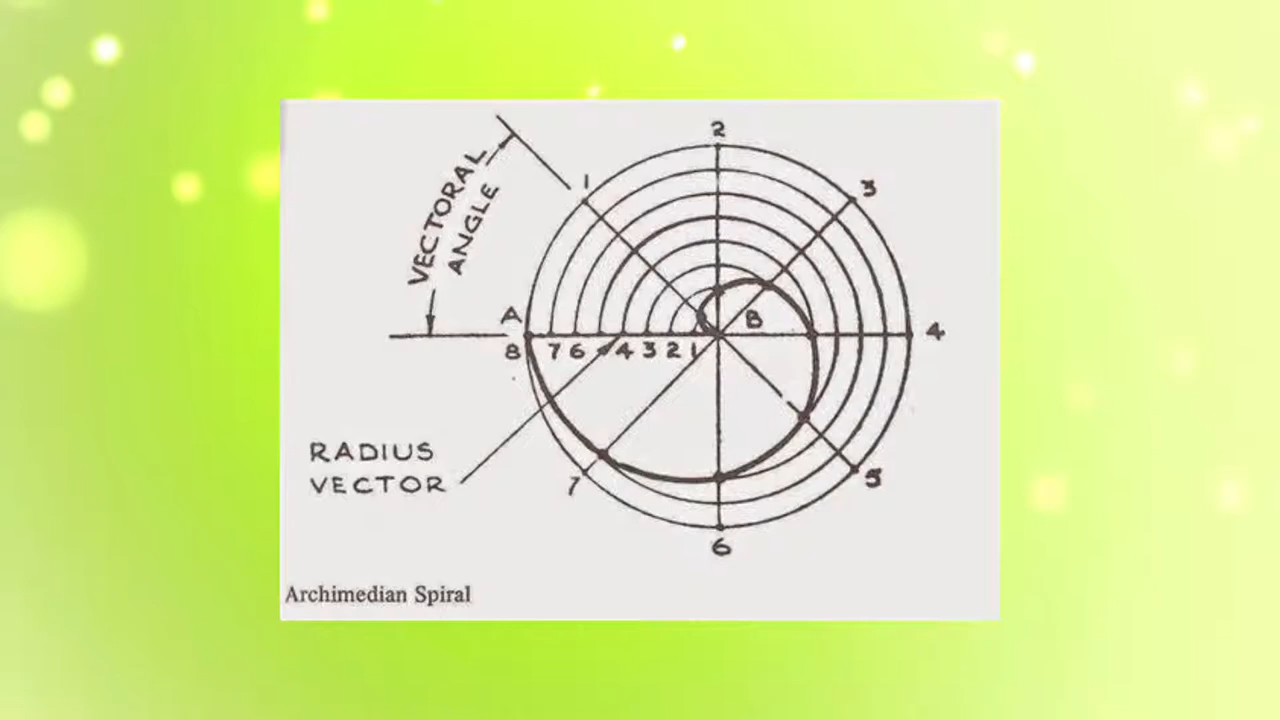 2
1
3
VECTORAL
ANGLE
A
B
4
8 7 6 4 3 2 1
RADIUS
VECTOR
7
5
6
Archimedian Spiral